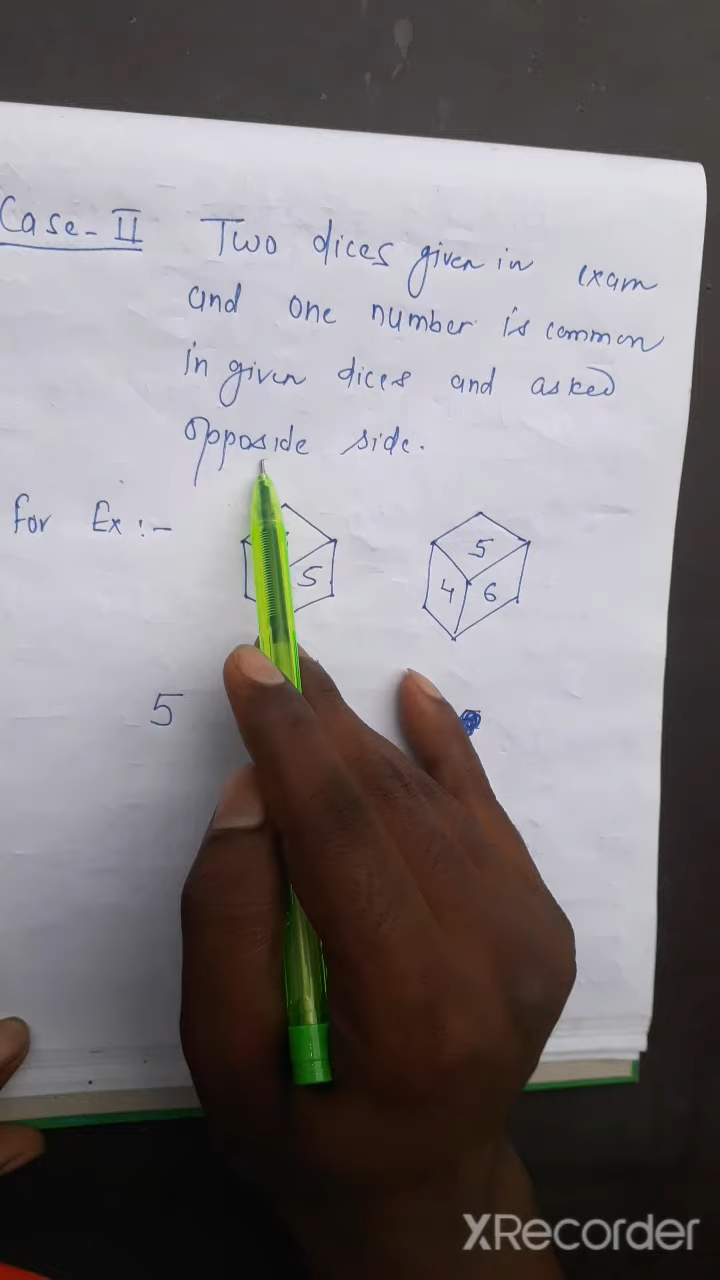 Case-II Two dices given in exam
and one number is common
in given dices and asked
opposide side.
For Ex :-
5
5
4 6
5
XRecorder